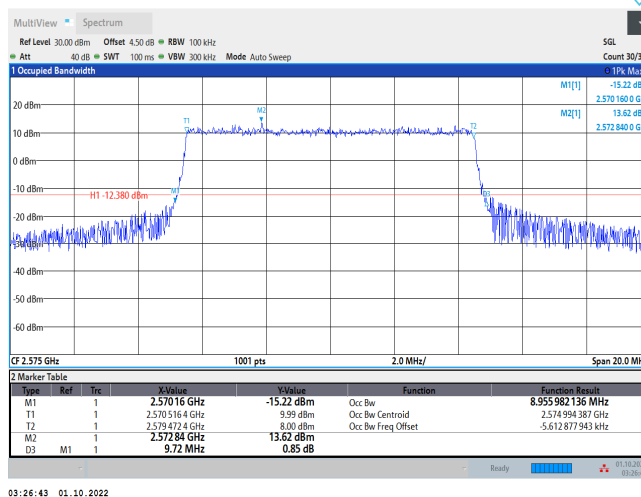 MultiView Spectrum
Ref Level 30.00 dBm Offset 4.50 dB RBW 100 kHz SGL
Att 40 dB SWT 100 ms VBW 300 kHz Mode Auto Sweep Count 30/3
1 Occupied Bandwidth 1Pk Max
M1[1] -15.22 dB
2.570 160 0 G
M2[1] 13.62 dB
2.572 840 0 G
20 dBm
M2
T1 T2
10 dBm
0 dBm
-10 dBm
H1 -12.380 dBm M1 D3
-20 dBm
-30 dBm
-40 dBm
-50 dBm
-60 dBm
CF 2.575 GHz 1001 pts 2.0 MHz/ Span 20.0 MH
2 Marker Table
Type Ref Trc X-Value Y-Value Function Function Result
M1 1 2.570 16 GHz -15.22 dBm Occ Bw 8.955 982 136 MHz
T1 1 2.570 516 4 GHz 9.99 dBm Occ Bw Centroid 2.574 994 387 GHz
T2 1 2.579 472 4 GHz 8.00 dBm Occ Bw Freq Offset -5.612 877 943 kHz
M2 1 2.572 84 GHz 13.62 dBm
D3 M1 1 9.72 MHz 0.85 dB
Ready 01.10.20
03:26:
03:26:43 01.10.2022